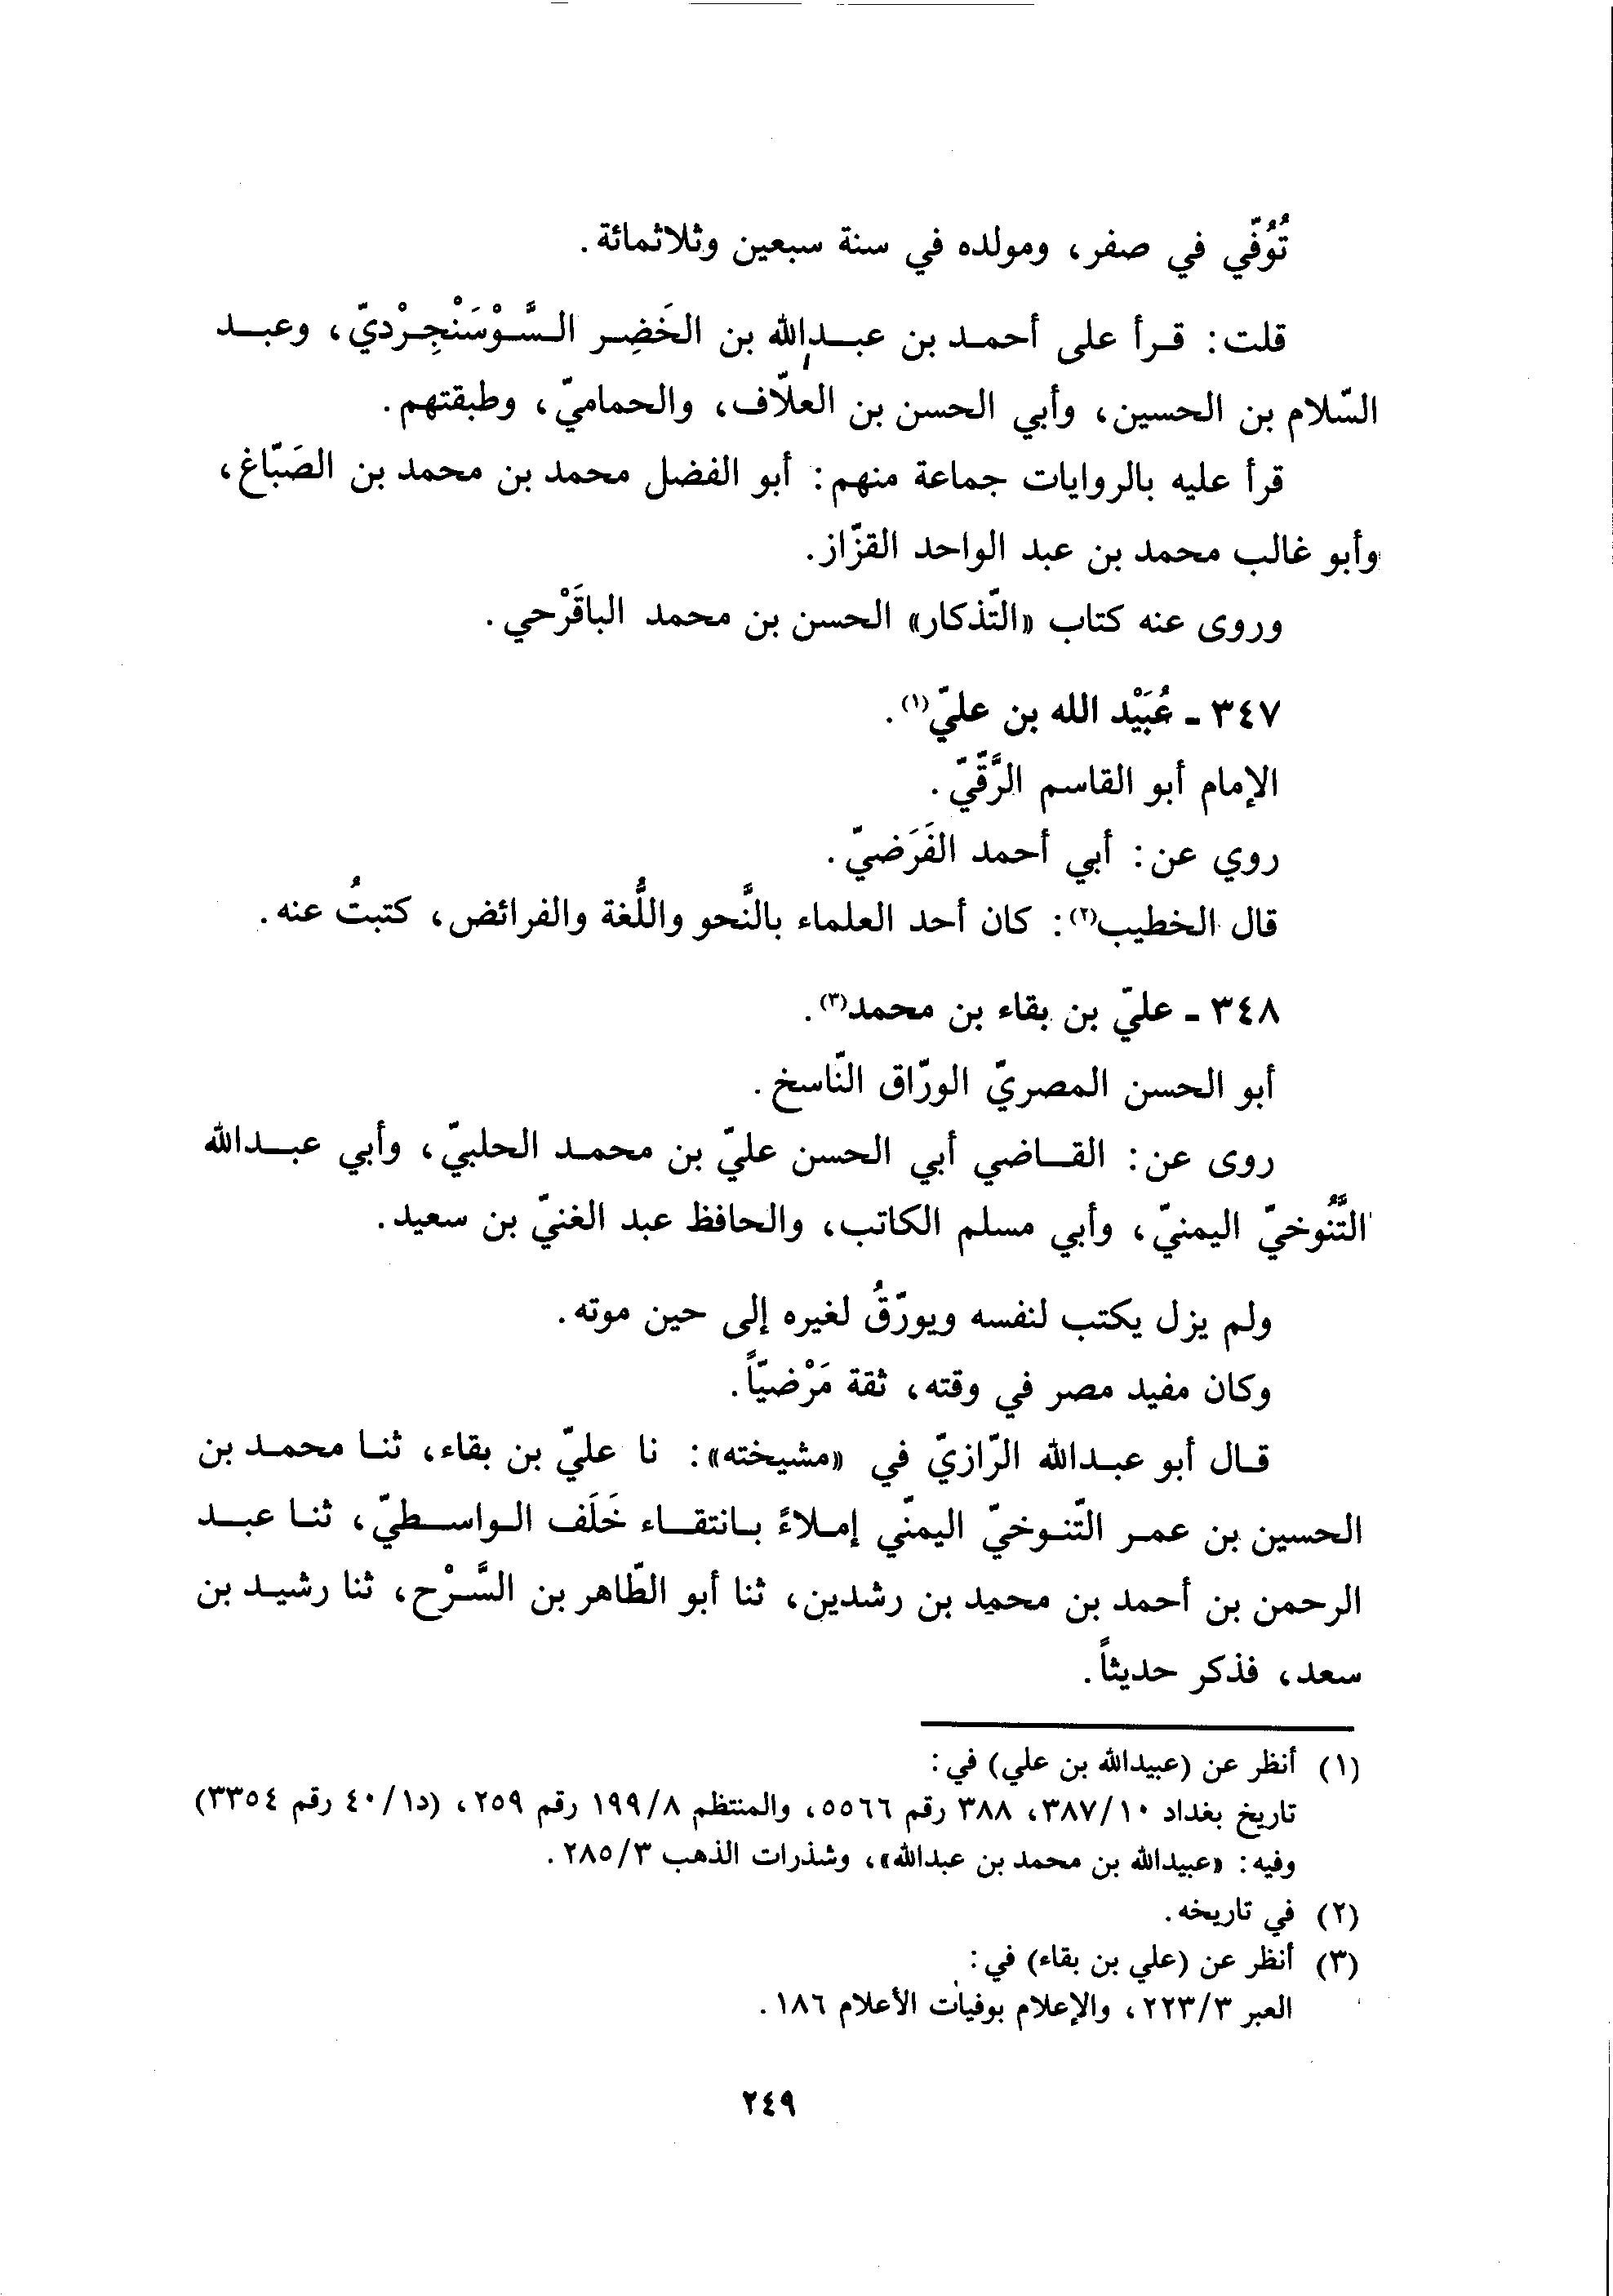 تُوُفّي في صفر، ومولده في سنة سبعين وثلاثمائة.
قلت: قرأ على أحمد بن عبدالله بن الخَضِر السَّوْسَنْجِرْديّ، وعبد
السّلام بن الحسين، وأبي الحسن بن العلّاف، والحماميّ، وطبقتهم.
قرأ عليه بالروايات جماعة منهم: أبو الفضل محمد بن محمد بن الصَبّاغ،
وأبو غالب محمد بن عبد الواحد القزّاز.
وروى عنه كتاب «التّذكار» الحسن بن محمد الباقَرْحي.
٣٤٧ - عُبَيْد الله بن عليّ(١).
الإمام أبو القاسم الرَّقّيّ.
روي عن: أبي أحمد الفَرَضيّ.
قال الخطيب(٢): كان أحد العلماء بالنَّحو واللُّغة والفرائض، كتبتُ عنه.
٣٤٨ - عليّ بن بقاء بن محمد(٣).
أبو الحسن المصريّ الورّاق النّاسخ.
روى عن: القاضي أبي الحسن عليّ بن محمد الحلبيّ، وأبي عبدالله
التَّنُوخيّ اليمنيّ، وأبي مسلم الكاتب، والحافظ عبد الغنيّ بن سعيد.
ولم يزل يكتب لنفسه ويورّقُ لغيره إلى حين موته.
وكان مفيد مصر في وقته، ثقة مَرْضيّاً.
قال أبو عبدالله الرّازيّ في «مشيخته»: نا عليّ بن بقاء، ثنا محمد بن
الحسين بن عمر التّنوخيّ اليمنّي إملاءً بانتقاء خَلَف الواسطيّ، ثنا عبد
الرحمن بن أحمد بن محمد بن رشدين، ثنا أبو الطّاهر بن السَّرْح، ثنا رشيد بن
سعد، فذكر حديثاً.
(١) أنظر عن (عبيدالله بن علي) في:
تاريخ بغداد ٣٨٧/١٠، ٣٨٨ رقم ٥٥٦٦، والمنتظم ١٩٩/٨ رقم ٢٥٩، (د١/ ٤٠ رقم ٣٣٥٤)
وفيه: «عبيدالله بن محمد بن عبدالله»، وشذرات الذهب ٢٨٥/٣.
(٢) في تاريخه.
(٣) أنظر عن (علي بن بقاء) في:
العبر ٢٢٣/٣، والإعلام بوفيات الأعلام ١٨٦.
٢٤٩